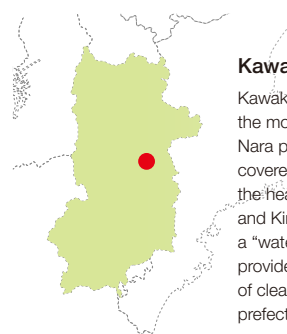 Kawa
Kawak
the mo
Nara p
covere
the hea
and Kir
a “wate
provide
of clea
prefect